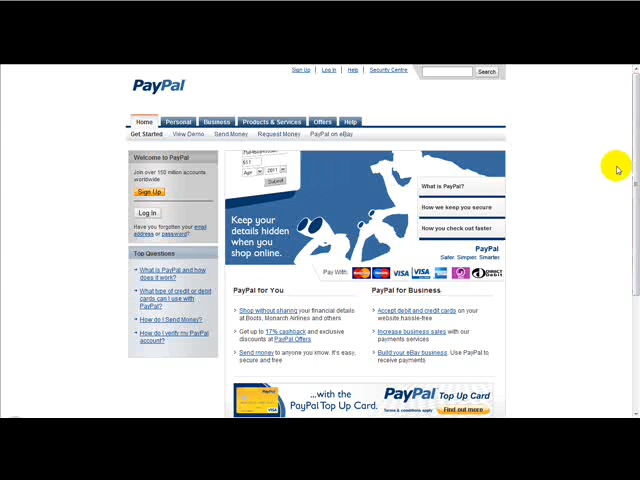 Sign Up | Log In | Help | Security Centre
Search
PayPal
Home Personal Business Products & Services Offers Help
Get Started View Demo Send Money Request Money PayPal on eBay
Welcome to PayPal
Join over 150 million accounts
worldwide
Sign Up
Log In
Have you forgotten your email
address or password?
Top Questions
What is PayPal and how
does it work?
What type of credit or debit
cards can I use with
PayPal?
How do I Send Money?
How do I verify my PayPal
account?
611
Apr 2011
Submit
Keep your
details hidden
when you
shop online.
What is PayPal?
How we keep you secure
How you check out faster
PayPal
Safer. Simpler. Smarter.
Pay With:
VISA
VISA
DIRECT
Debit
PayPal for You
Shop without sharing your financial details
at Boots, Monarch Airlines and others
Get up to 17% cashback and exclusive
discounts at PayPal Offers
Send money to anyone you know. It's easy,
secure and free
PayPal for Business
Accept debit and credit cards on your
website hassle-free
Increase business sales with our
payments services
Build your eBay business. Use PayPal to
receive payments
PayPal
VISA
...with the
PayPal Top Up Card.
PayPal Top Up Card
Terms & conditions apply
Find out more